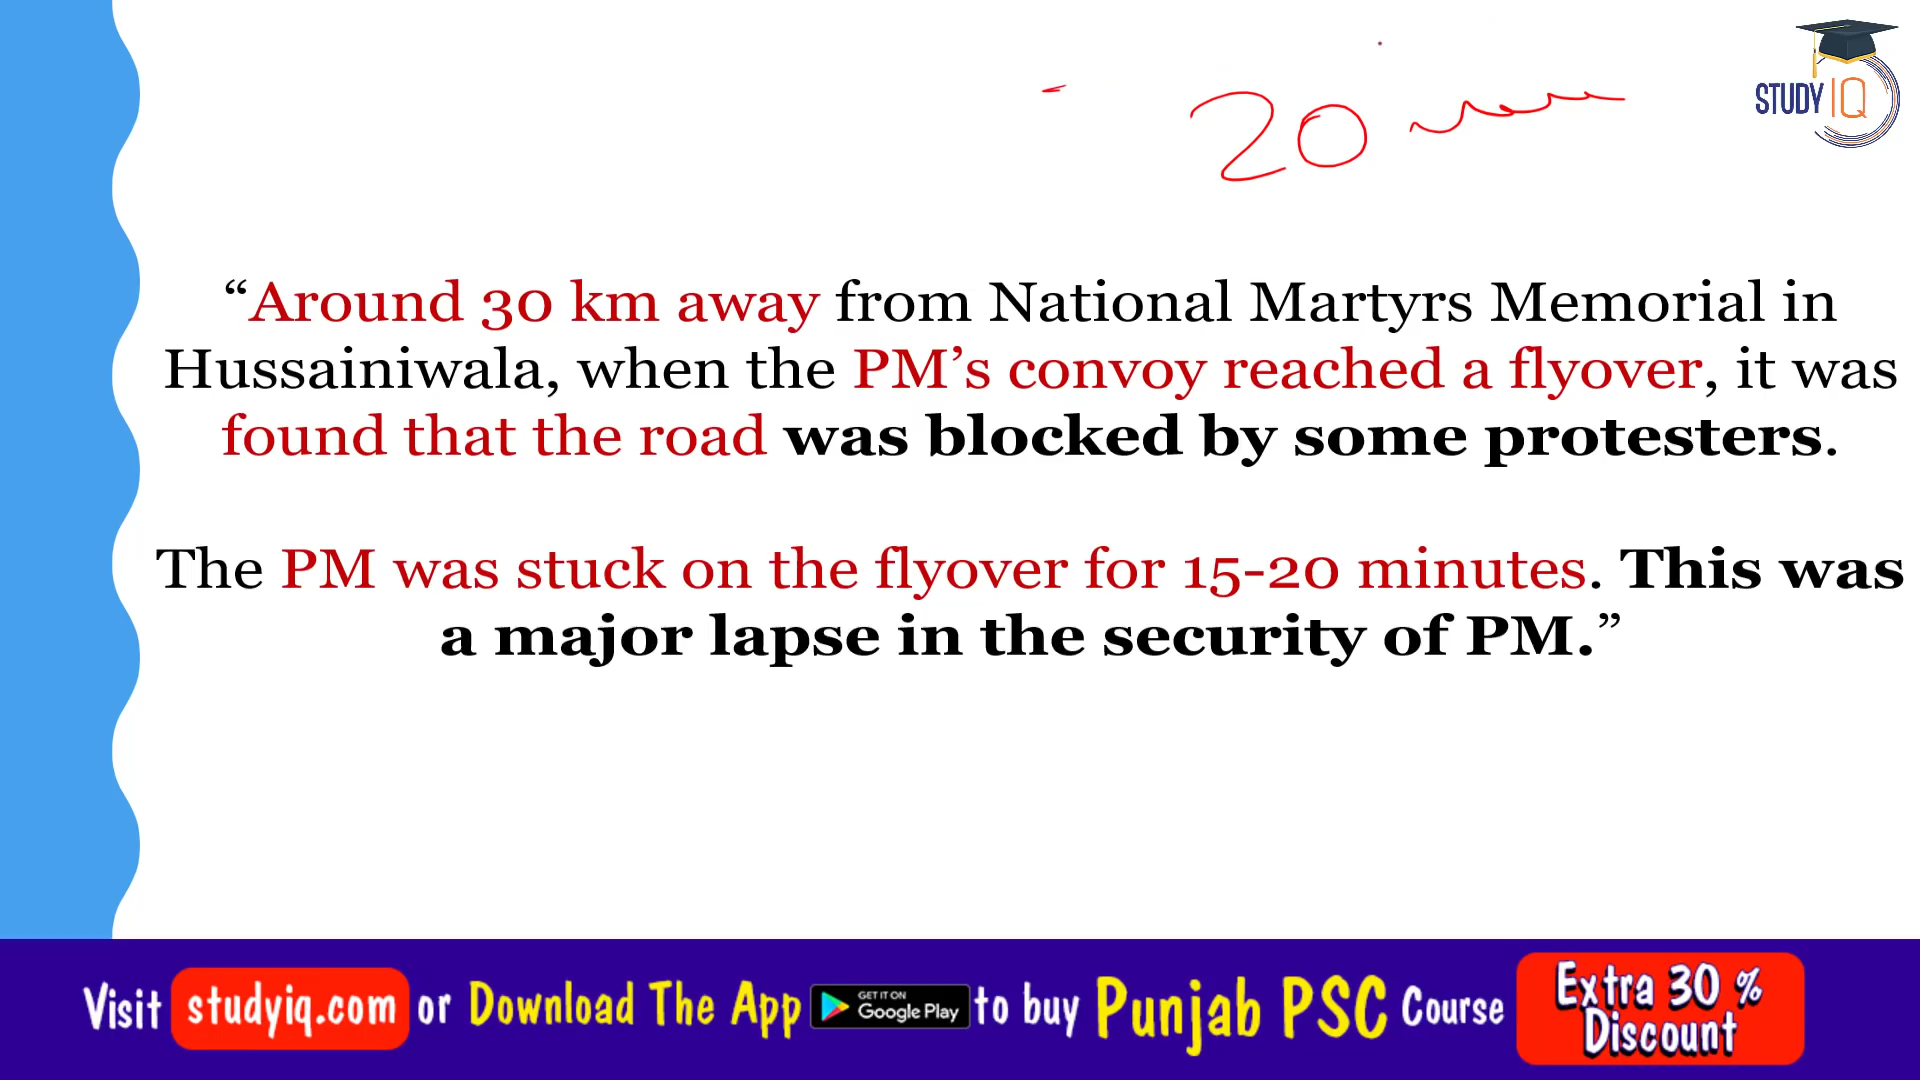 20
STUDY IQ
“Around 30 km away from National Martyrs Memorial in
Hussainiwala, when the PM’s convoy reached a flyover, it was
found that the road was blocked by some protesters.
The PM was stuck on the flyover for 15-20 minutes. This was
a major lapse in the security of PM.”
Visit studyiq.com or Download The App GET IT ON Google Play to buy Punjab PSC Course Extra 30 % Discount